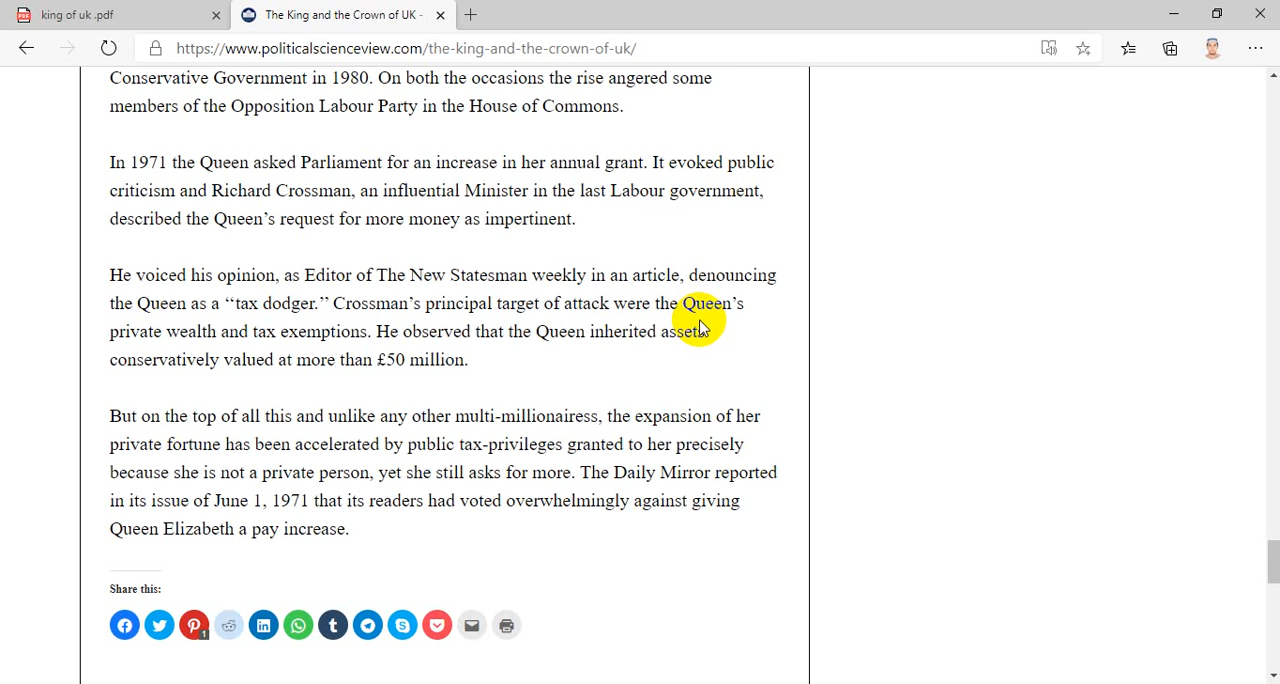 king of uk .pdf
The King and the Crown of UK -
https://www.politicalscienceview.com/the-king-and-the-crown-of-uk/
Conservative Government in 1980. On both the occasions the rise angered some
members of the Opposition Labour Party in the House of Commons.
In 1971 the Queen asked Parliament for an increase in her annual grant. It evoked public
criticism and Richard Crossman, an influential Minister in the last Labour government,
described the Queen’s request for more money as impertinent.
He voiced his opinion, as Editor of The New Statesman weekly in an article, denouncing
the Queen as a ‘‘tax dodger.’’ Crossman’s principal target of attack were the Queen’s
private wealth and tax exemptions. He observed that the Queen inherited assets
conservatively valued at more than £50 million.
But on the top of all this and unlike any other multi-millionairess, the expansion of her
private fortune has been accelerated by public tax-privileges granted to her precisely
because she is not a private person, yet she still asks for more. The Daily Mirror reported
in its issue of June 1, 1971 that its readers had voted overwhelmingly against giving
Queen Elizabeth a pay increase.
Share this:
1